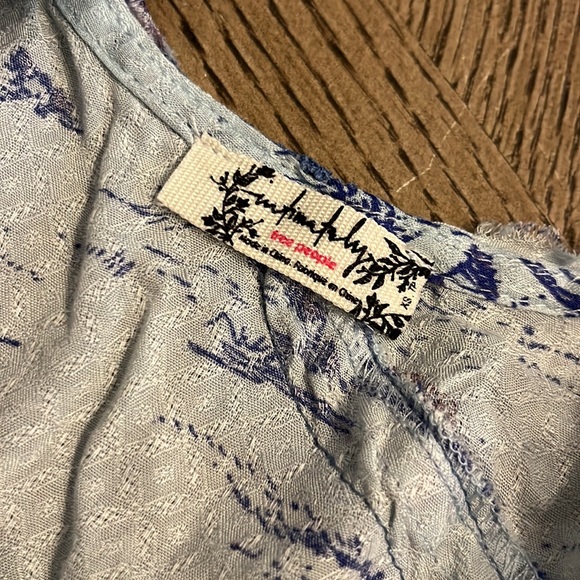 intimately
free people
Made in China Fabriqué en Chine